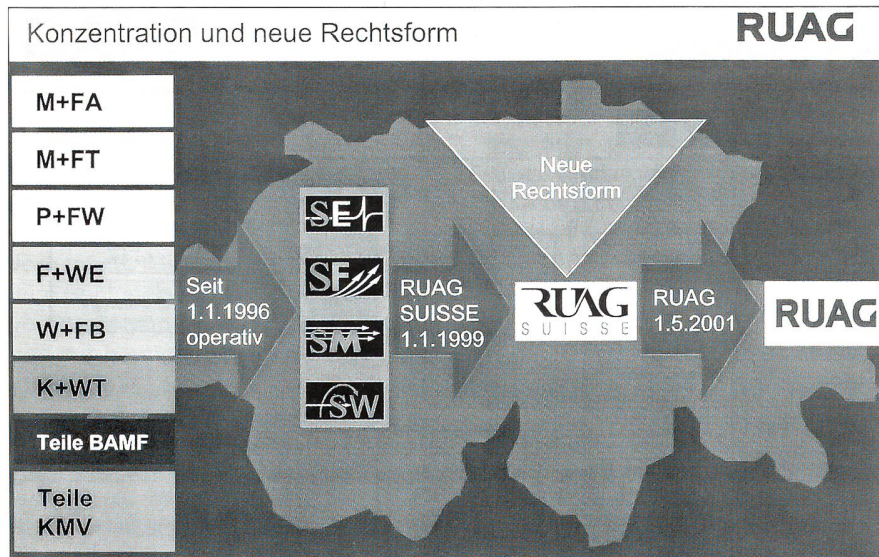 Konzentration und neue Rechtsform
RUAG
M+FA
M+FT
P+FW
F+WE
W+FB
K+WT
Teile BAMF
Teile
KMV
Seit
1.1.1996
operativ
SE
SF
SM
SW
RUAG
SUISSE
1.1.1999
Neue
Rechtsform
RUAG
SUISSE
RUAG
1.5.2001
RUAG